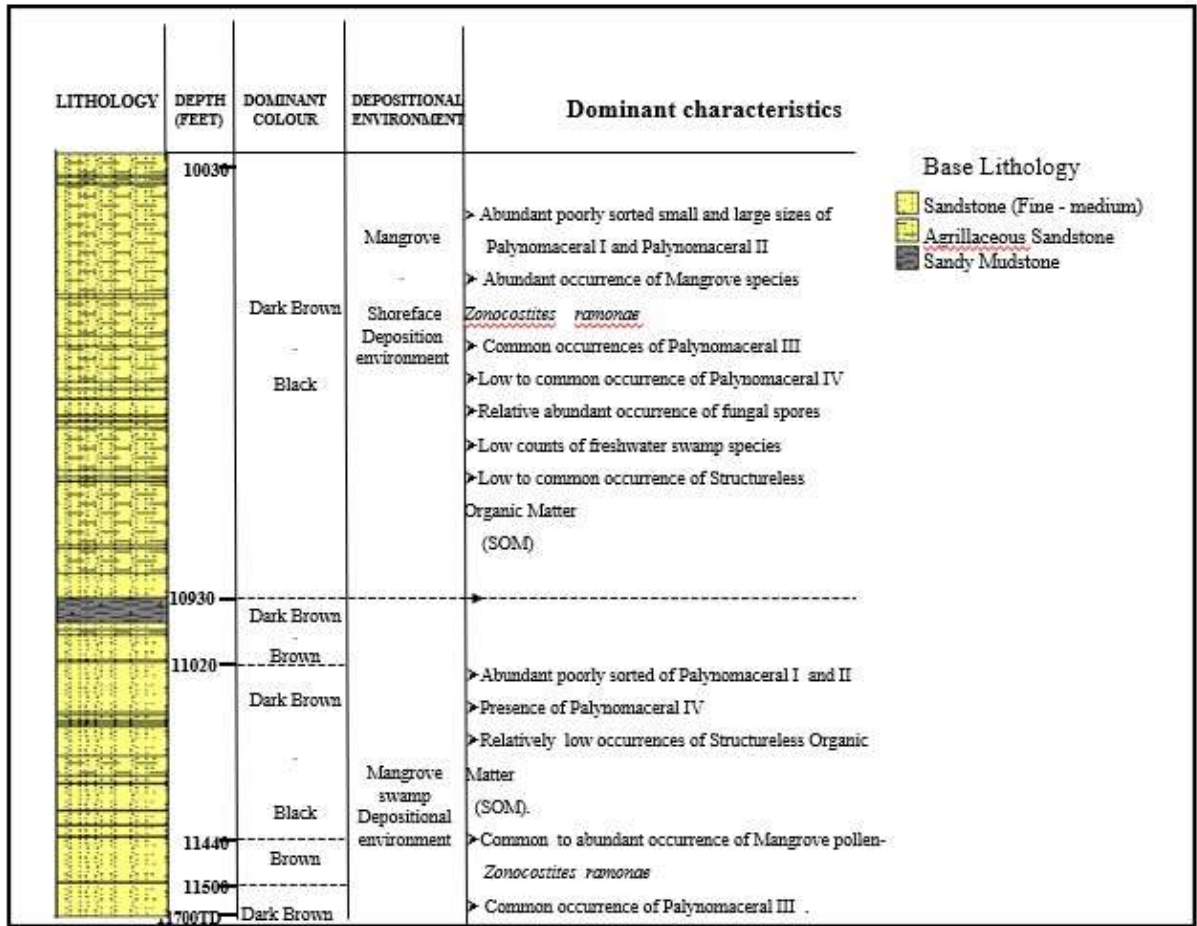 LITHOLOGY
DEPTH
(FEET)
DOMINANT
COLOUR
DEPOSITIONAL
ENVIRONMENT
Dominant characteristics
10030
Dark Brown
-
Black
Mangrove
-
Shoreface
Deposition
environment
➢ Abundant poorly sorted small and large sizes of
Palynomaceral I and Palynomaceral II
➢ Abundant occurrence of Mangrove species
Zonocostites ramonae
➢ Common occurrences of Palynomaceral III
➢Low to common occurrence of Palynomaceral IV
➢Relative abundant occurrence of fungal spores
➢Low counts of freshwater swamp species
➢Low to common occurrence of Structureless
Organic Matter
(SOM)
10930
Dark Brown
-
Brown
11020
Dark Brown
-
Black
11440
Brown
11500
11700TD
Dark Brown
Mangrove
swamp
Depositional
environment
➢Abundant poorly sorted of Palynomaceral I and II
➢Presence of Palynomaceral IV
➢Relatively low occurrences of Structureless Organic
Matter
(SOM).
➢Common to abundant occurrence of Mangrove pollen-
Zonocostites ramonae
➢ Common occurrence of Palynomaceral III .
Base Lithology
Sandstone (Fine - medium)
Agrillaceous Sandstone
Sandy Mudstone